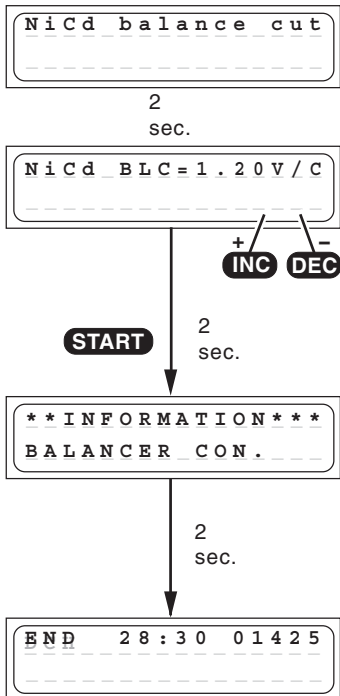 NiCd balance cut
2
sec.
NiCd BLC=1.20V/C
+ -
INC DEC
START
2
sec.
**INFORMATION***
BALANCER CON.
2
sec.
END 28:30 01425